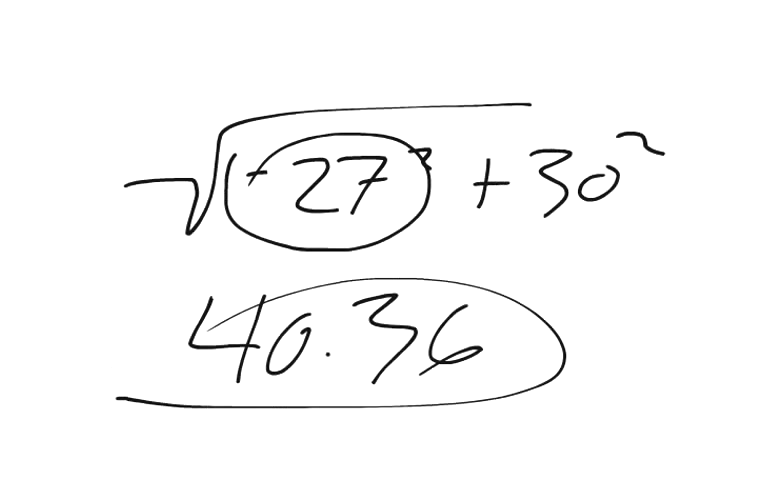 √(-27)² + 30²
40.36